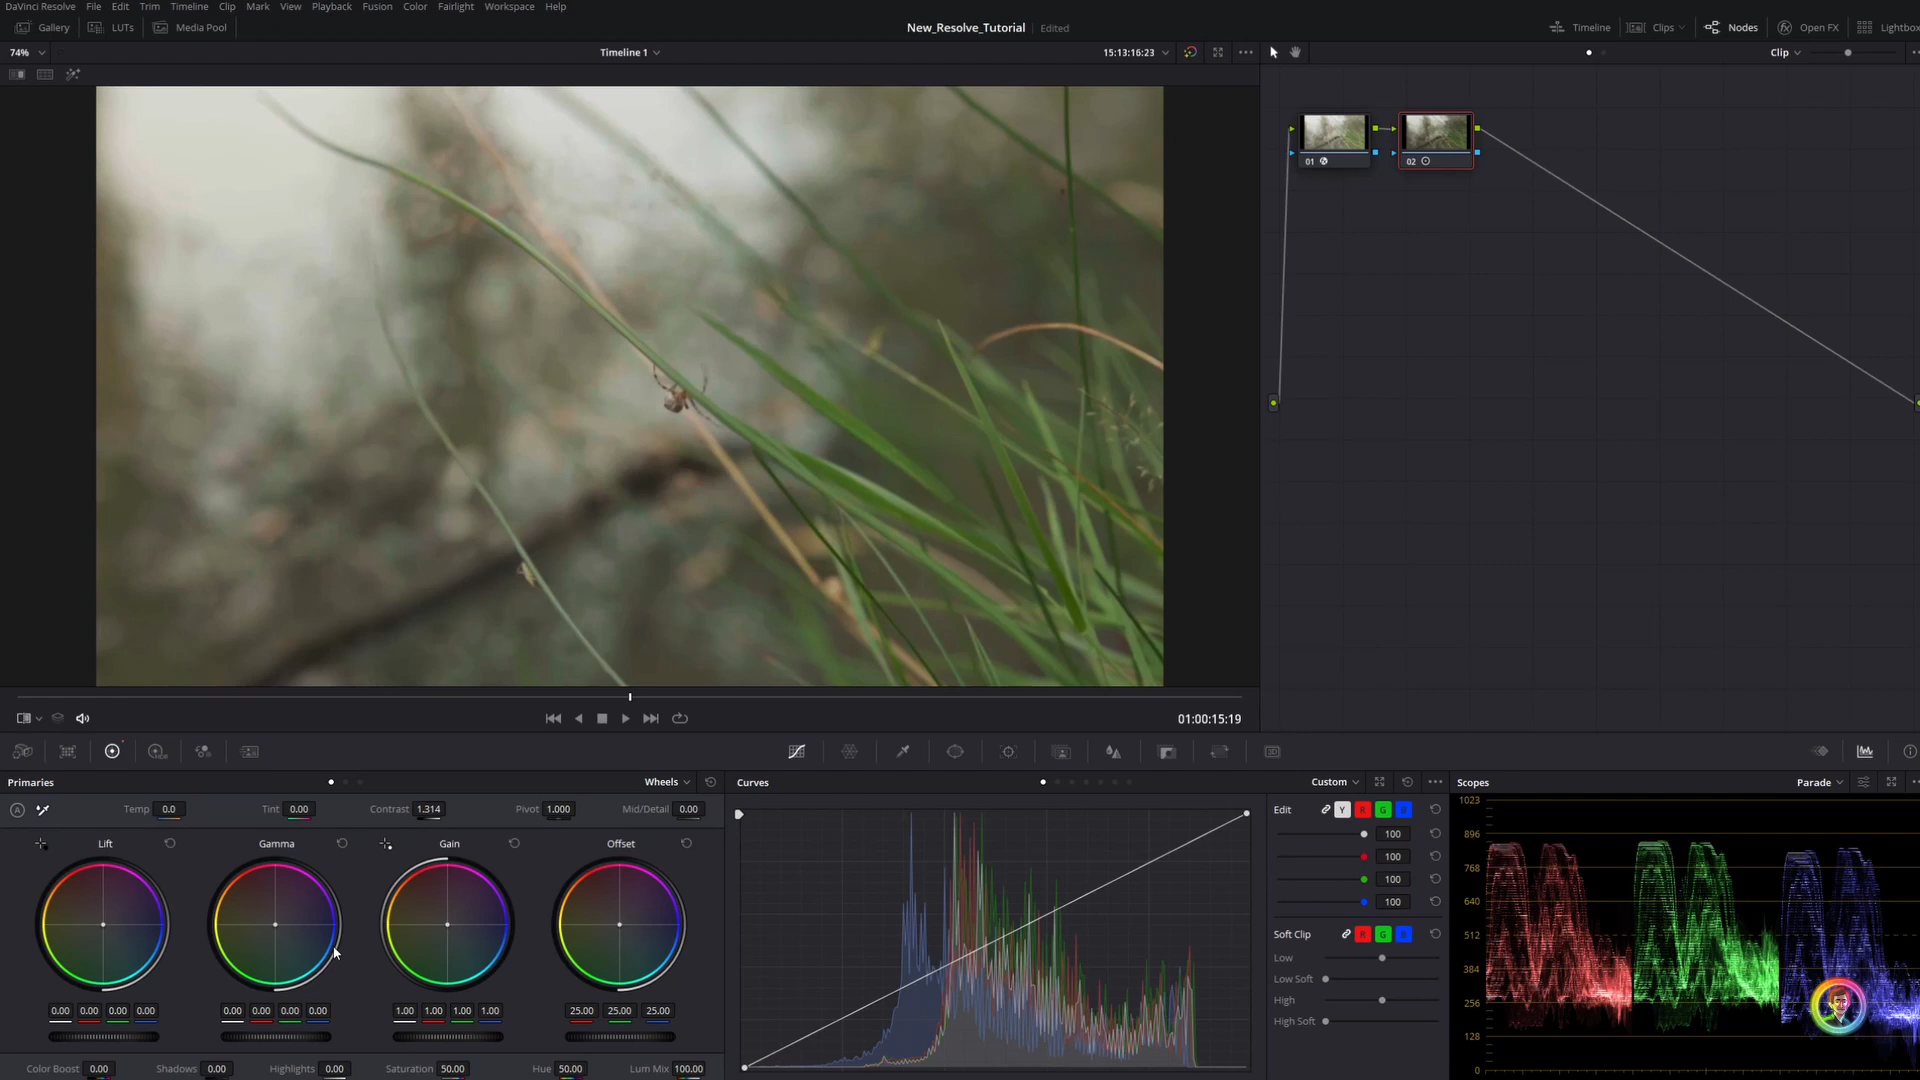 DaVinci Resolve File Edit Trim Timeline Clip Mark View Playback Fusion Color Fairlight Workspace Help
Gallery LUTs Media Pool New_Resolve_Tutorial Edited Timeline Clips Nodes Open FX Lightbox
74% Timeline 1 15:13:16:23 Clip
01 02
01:00:15:19
Primaries Wheels Curves Custom Scopes Parade
Temp 0.0 Tint 0.00 Contrast 1.314 Pivot 1.000 Mid/Detail 0.00
Lift Gamma Gain Offset
0.00 0.00 0.00 0.00 0.00 0.00 0.00 0.00 1.00 1.00 1.00 1.00 25.00 25.00 25.00
Color Boost 0.00 Shadows 0.00 Highlights 0.00 Saturation 50.00 Hue 50.00 Lum Mix 100.00
Edit Y R G B
100
100
100
100
Soft Clip R G B
Low
Low Soft
High
High Soft
1023
896
768
640
512
384
256
128
0